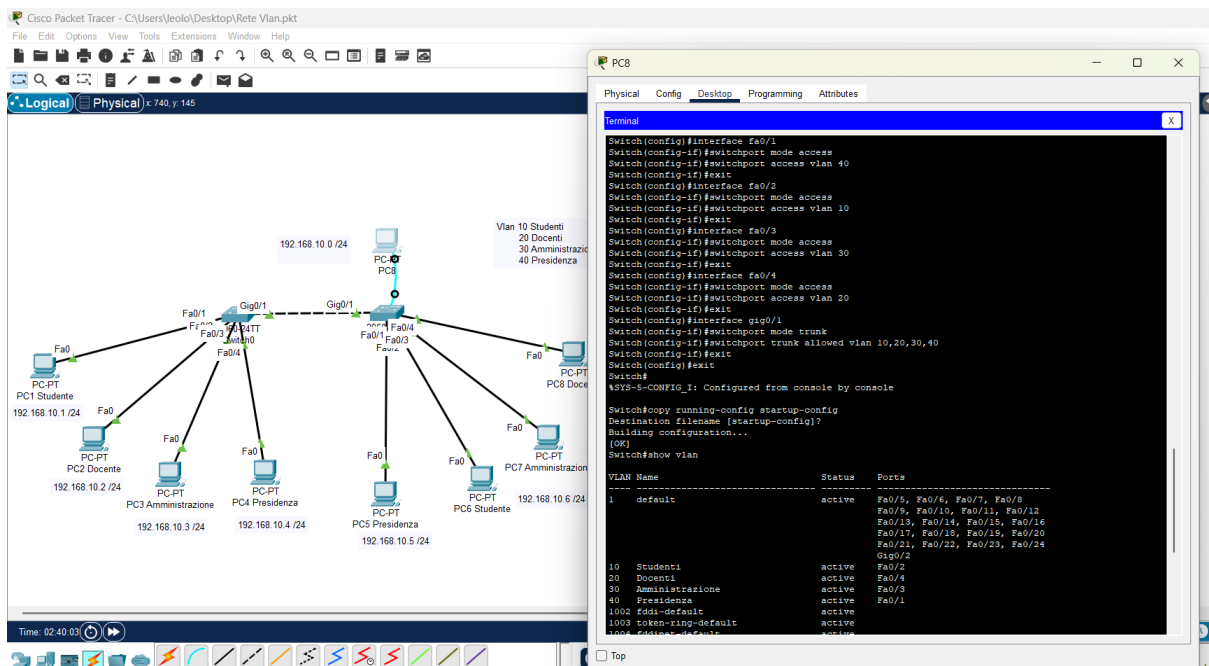 Cisco Packet Tracer - C:\Users\leolo\Desktop\Rete Vlan.pkt
File Edit Options View Tools Extensions Window Help
Logical Physical x: 740, y: 145
Vlan 10 Studenti
20 Docenti
30 Amministrazio
40 Presidenza
192.168.10.0 /24
PC-PT
PC8
Gig0/1
Gig0/1
Fa0/1
Fa0/3
Fa0/4
Fa0/4
Fa0/1
Fa0/3
Fa0
PC-PT
PC1 Studente
192.168.10.1 /24
Fa0
PC-PT
PC2 Docente
192.168.10.2 /24
Fa0
PC-PT
PC3 Amministrazione
192.168.10.3 /24
Fa0
PC-PT
PC4 Presidenza
192.168.10.4 /24
Fa0
PC-PT
PC5 Presidenza
192.168.10.5 /24
Fa0
PC-PT
PC6 Studente
192.168.10.6 /24
Fa0
PC-PT
PC7 Amministrazion
Fa0
PC-PT
PC8 Doce
Time: 02:40:03
PC8
Physical Config Desktop Programming Attributes
Terminal X
Switch(config)#interface fa0/1
Switch(config-if)#switchport mode access
Switch(config-if)#switchport access vlan 40
Switch(config-if)#exit
Switch(config)#interface fa0/2
Switch(config-if)#switchport mode access
Switch(config-if)#switchport access vlan 10
Switch(config-if)#exit
Switch(config)#interface fa0/3
Switch(config-if)#switchport mode access
Switch(config-if)#switchport access vlan 30
Switch(config-if)#exit
Switch(config)#interface fa0/4
Switch(config-if)#switchport mode access
Switch(config-if)#switchport access vlan 20
Switch(config-if)#exit
Switch(config)#interface gig0/1
Switch(config-if)#switchport mode trunk
Switch(config-if)#switchport trunk allowed vlan 10,20,30,40
Switch(config-if)#exit
Switch(config)#exit
Switch#
%SYS-5-CONFIG_I: Configured from console by console
Switch#copy running-config startup-config
Destination filename [startup-config]?
Building configuration...
[OK]
Switch#show vlan
VLAN Name Status Ports
1 default active Fa0/5, Fa0/6, Fa0/7, Fa0/8
Fa0/9, Fa0/10, Fa0/11, Fa0/12
Fa0/13, Fa0/14, Fa0/15, Fa0/16
Fa0/17, Fa0/18, Fa0/19, Fa0/20
Fa0/21, Fa0/22, Fa0/23, Fa0/24
Gig0/2
10 Studenti active Fa0/2
20 Docenti active Fa0/4
30 Amministrazione active Fa0/3
40 Presidenza active Fa0/1
1002 fddi-default active
1003 token-ring-default active
1004 fddinet-default active
Top